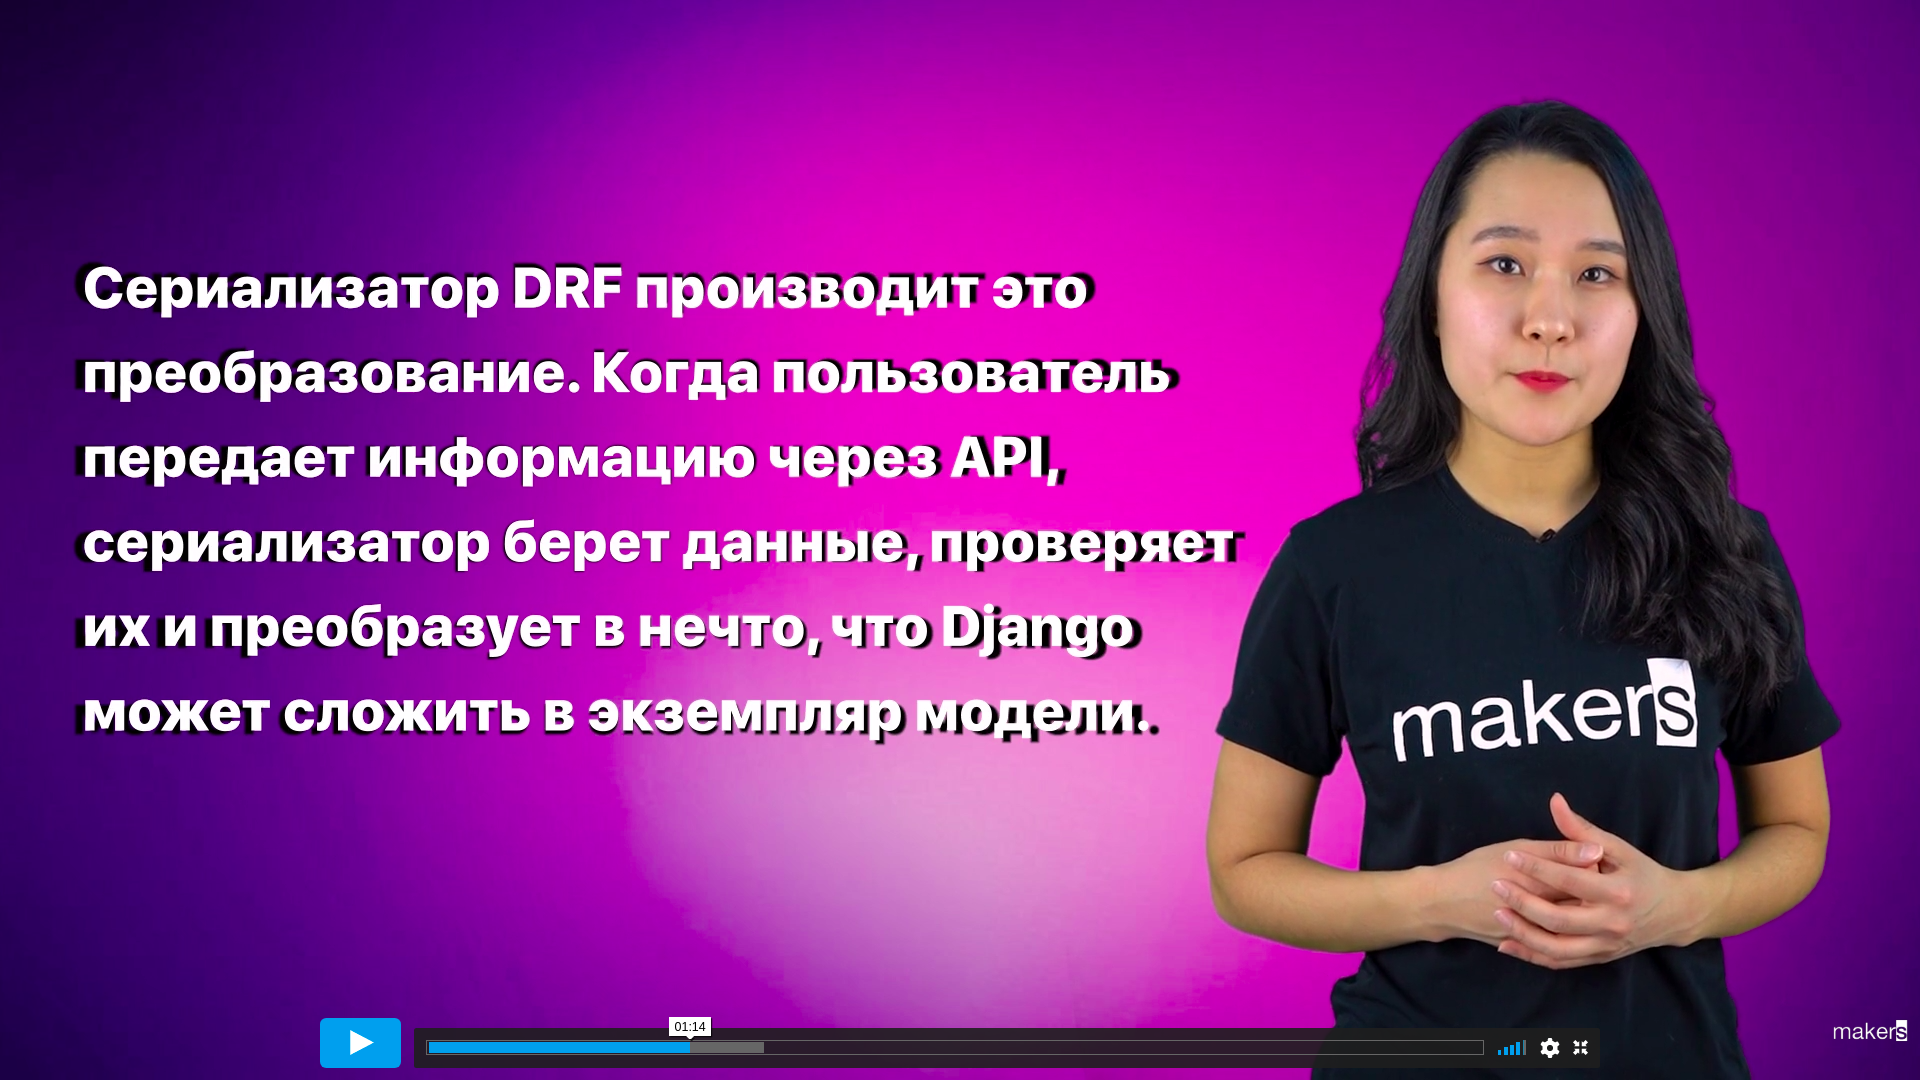 Сериализатор DRF производит это
преобразование. Когда пользователь
передает информацию через API,
сериализатор берет данные, проверяет
их и преобразует в нечто, что Django
может сложить в экземпляр модели.
makers
01:14
makers